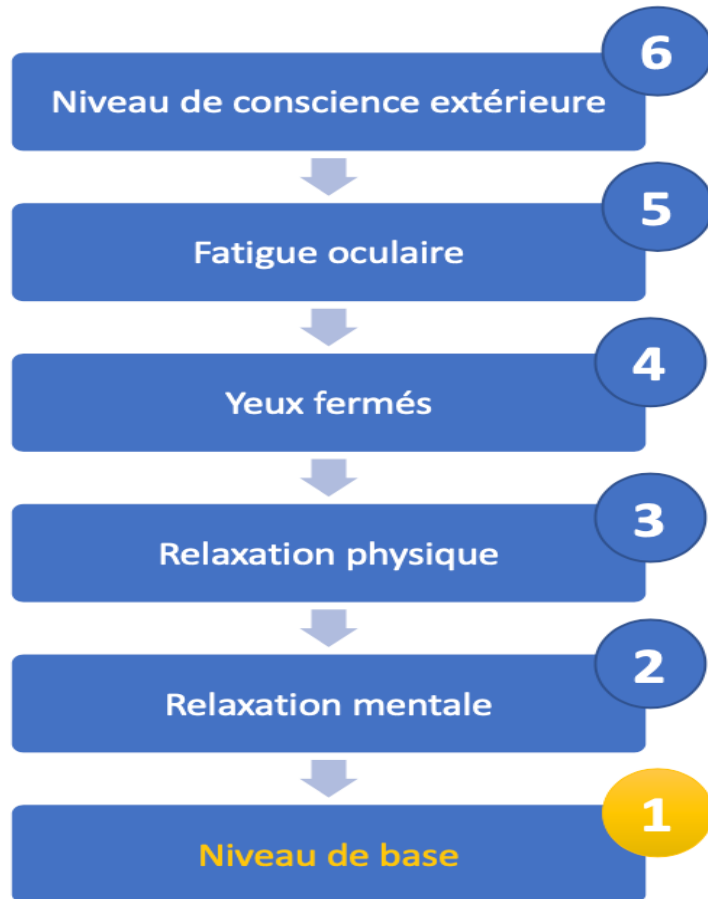 6
Niveau de conscience extérieure
5
Fatigue oculaire
4
Yeux fermés
3
Relaxation physique
2
Relaxation mentale
1
Niveau de base